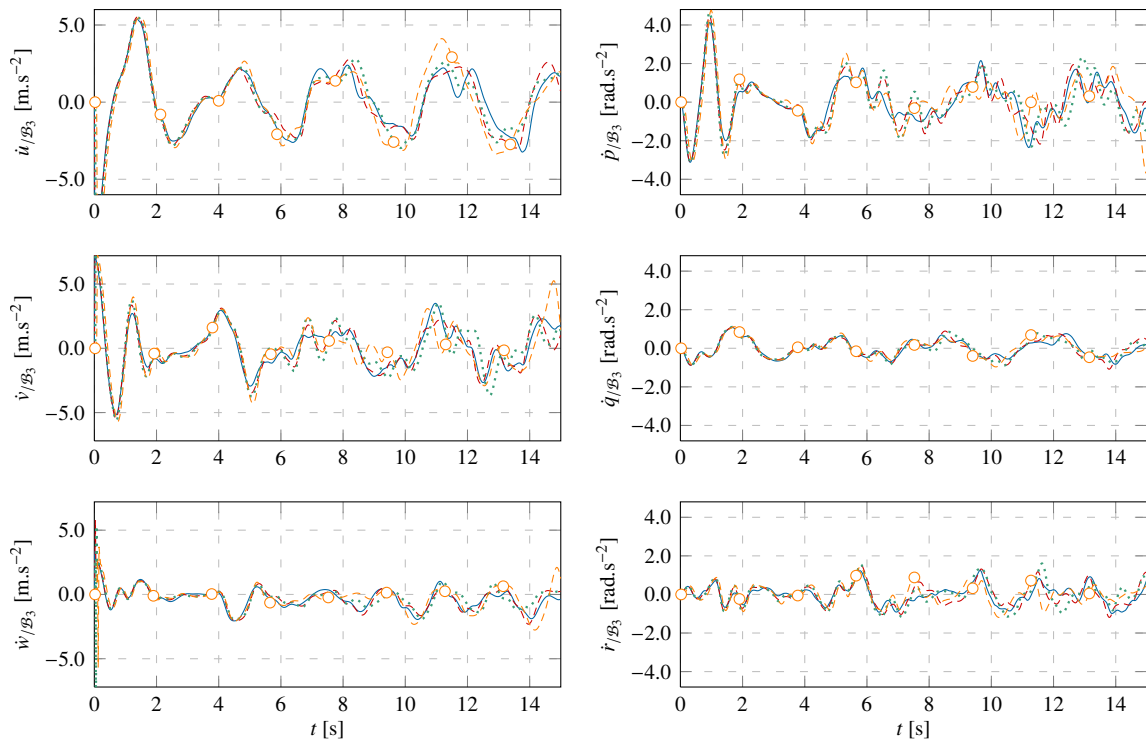 5.0
0.0
−5.0
u̇/ℬ₃ [m.s⁻²]
0 2 4 6 8 10 12 14
4.0
2.0
0.0
−2.0
−4.0
ṗ/ℬ₃ [rad.s⁻²]
0 2 4 6 8 10 12 14
5.0
0.0
−5.0
v̇/ℬ₃ [m.s⁻²]
0 2 4 6 8 10 12 14
4.0
2.0
0.0
−2.0
−4.0
q̇/ℬ₃ [rad.s⁻²]
0 2 4 6 8 10 12 14
5.0
0.0
−5.0
ẇ/ℬ₃ [m.s⁻²]
0 2 4 6 8 10 12 14
t [s]
4.0
2.0
0.0
−2.0
−4.0
ṙ/ℬ₃ [rad.s⁻²]
0 2 4 6 8 10 12 14
t [s]